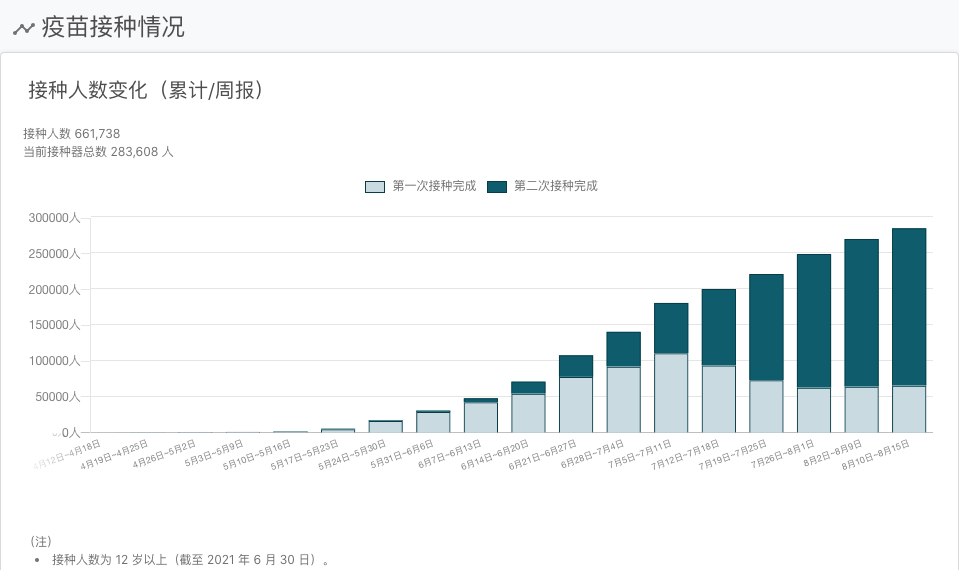 疫苗接种情况
接种人数变化（累计/周报）
接种人数 661,738
当前接种器总数 283,608 人
第一次接种完成 第二次接种完成
300000人
250000人
200000人
150000人
100000人
50000人
0人
4月12日~4月18日
4月19日~4月25日
4月26日~5月2日
5月3日~5月9日
5月10日~5月16日
5月17日~5月23日
5月24日~5月30日
5月31日~6月6日
6月7日~6月13日
6月14日~6月20日
6月21日~6月27日
6月28日~7月4日
7月5日~7月11日
7月12日~7月18日
7月19日~7月25日
7月26日~8月1日
8月2日~8月9日
8月10日~8月15日
（注）
• 接种人数为 12 岁以上（截至 2021 年 6 月 30 日）。